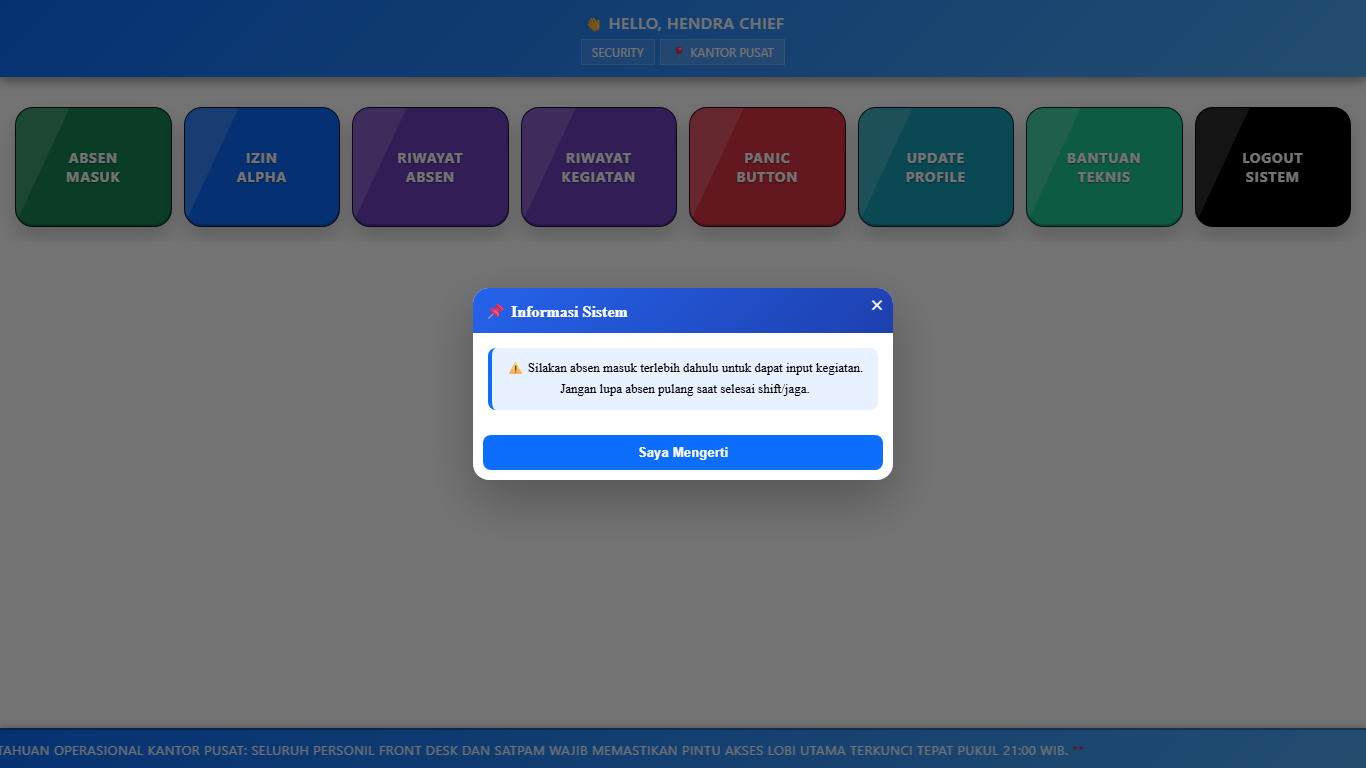 👋 HELLO, HENDRA CHIEF
SECURITY
📍 KANTOR PUSAT
ABSEN
MASUK
IZIN
ALPHA
RIWAYAT
ABSEN
RIWAYAT
KEGIATAN
PANIC
BUTTON
UPDATE
PROFILE
BANTUAN
TEKNIS
LOGOUT
SISTEM
📌 Informasi Sistem
×
⚠️ Silakan absen masuk terlebih dahulu untuk dapat input kegiatan.
Jangan lupa absen pulang saat selesai shift/jaga.
Saya Mengerti
TAHUAN OPERASIONAL KANTOR PUSAT: SELURUH PERSONIL FRONT DESK DAN SATPAM WAJIB MEMASTIKAN PINTU AKSES LOBI UTAMA TERKUNCI TEPAT PUKUL 21:00 WIB. **